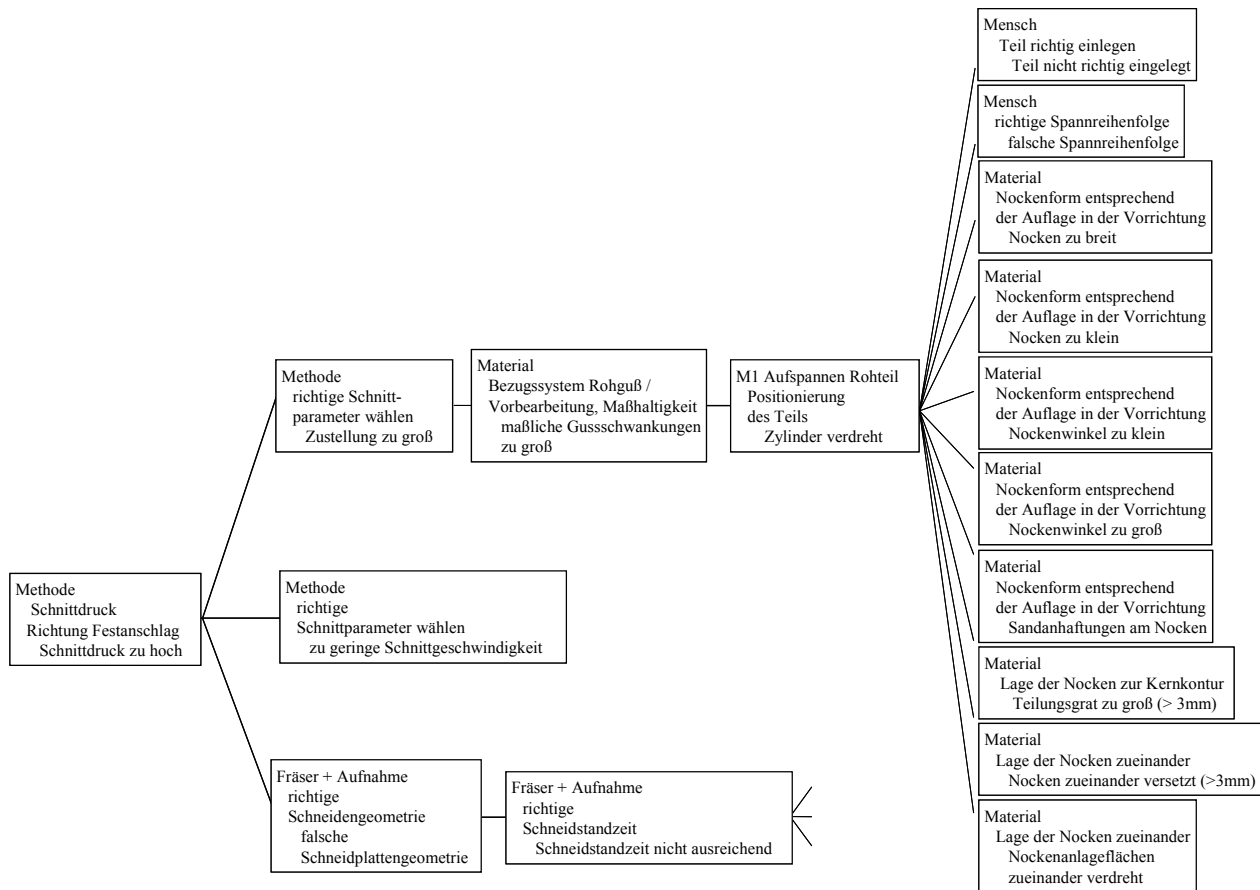 Methode
Schnittdruck
Richtung Festanschlag
Schnittdruck zu hoch
Methode
richtige Schnitt-
parameter wählen
Zustellung zu groß
Methode
richtige
Schnittparameter wählen
zu geringe Schnittgeschwindigkeit
Fräser + Aufnahme
richtige
Schneidengeometrie
falsche
Schneidplattengeometrie
Material
Bezugssystem Rohguß /
Vorbearbeitung, Maßhaltigkeit
maßliche Gussschwankungen
zu groß
Fräser + Aufnahme
richtige
Schneidstandzeit
Schneidstandzeit nicht ausreichend
M1 Aufspannen Rohteil
Positionierung
des Teils
Zylinder verdreht
Mensch
Teil richtig einlegen
Teil nicht richtig eingelegt
Mensch
richtige Spannreihenfolge
falsche Spannreihenfolge
Material
Nockenform entsprechend
der Auflage in der Vorrichtung
Nocken zu breit
Material
Nockenform entsprechend
der Auflage in der Vorrichtung
Nocken zu klein
Material
Nockenform entsprechend
der Auflage in der Vorrichtung
Nockenwinkel zu klein
Material
Nockenform entsprechend
der Auflage in der Vorrichtung
Nockenwinkel zu groß
Material
Nockenform entsprechend
der Auflage in der Vorrichtung
Sandanhaftungen am Nocken
Material
Lage der Nocken zur Kernkontur
Teilungsgrat zu groß (> 3mm)
Material
Lage der Nocken zueinander
Nocken zueinander versetzt (>3mm)
Material
Lage der Nocken zueinander
Nockenanlageflächen
zueinander verdreht